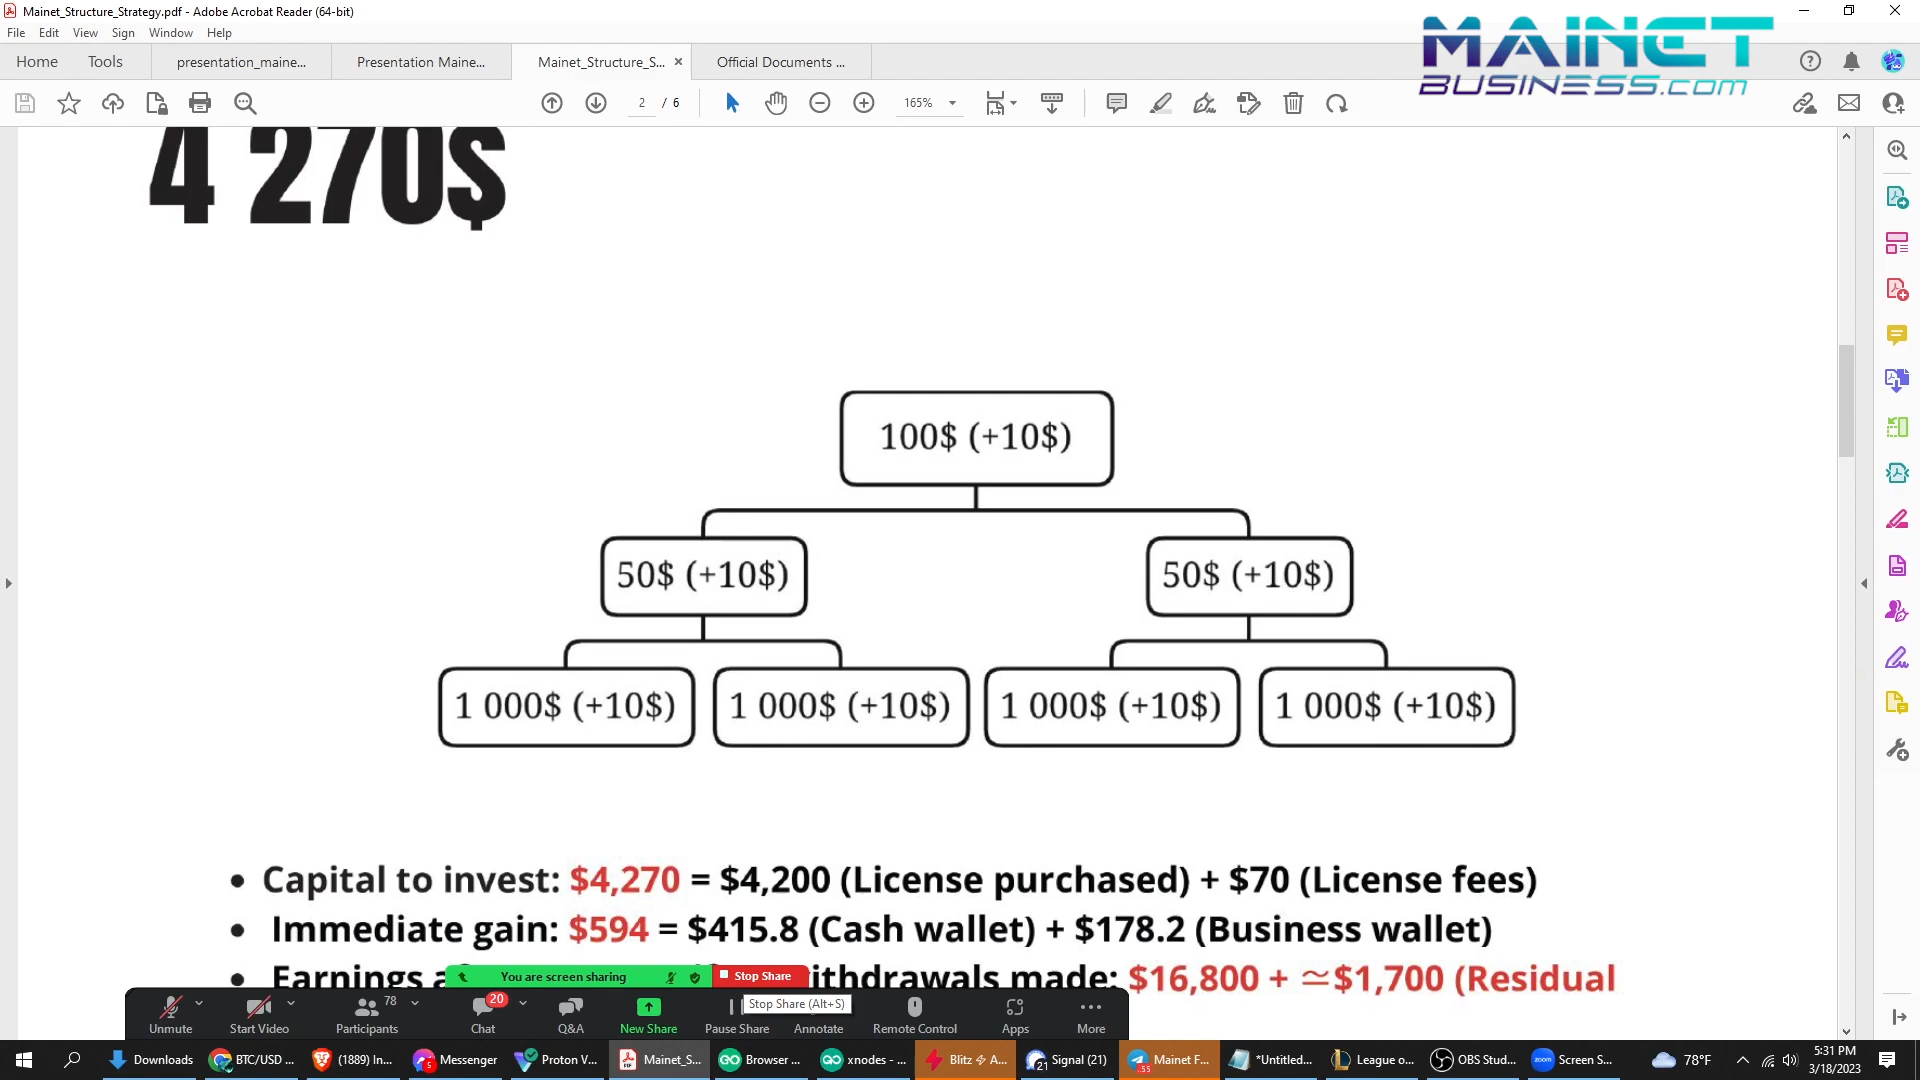 Mainet_Structure_Strategy.pdf - Adobe Acrobat Reader (64-bit)
File Edit View Sign Window Help
MAINET
BUSINESS.com
Home Tools presentation_maine... Presentation Maine... Mainet_Structure_S... × Official Documents ...
2 / 6 165%
4 270$
100$ (+10$)
50$ (+10$) 50$ (+10$)
1 000$ (+10$) 1 000$ (+10$) 1 000$ (+10$) 1 000$ (+10$)
• Capital to invest: $4,270 = $4,200 (License purchased) + $70 (License fees)
• Immediate gain: $594 = $415.8 (Cash wallet) + $178.2 (Business wallet)
• Earnings ithdrawals made: $16,800 + ≃$1,700 (Residual
You are screen sharing Stop Share
Stop Share (Alt+S)
78 20
Unmute Start Video Participants Chat Q&A New Share Pause Share Annotate Remote Control Apps More
Downloads BTC/USD ... (1889) In... Messenger Proton V... Mainet_S... Browser ... xnodes - ... Blitz ⚡ A... Signal (21) Mainet F... *Untitled... League o... OBS Stud... Screen S... 78°F 5:31 PM
3/18/2023